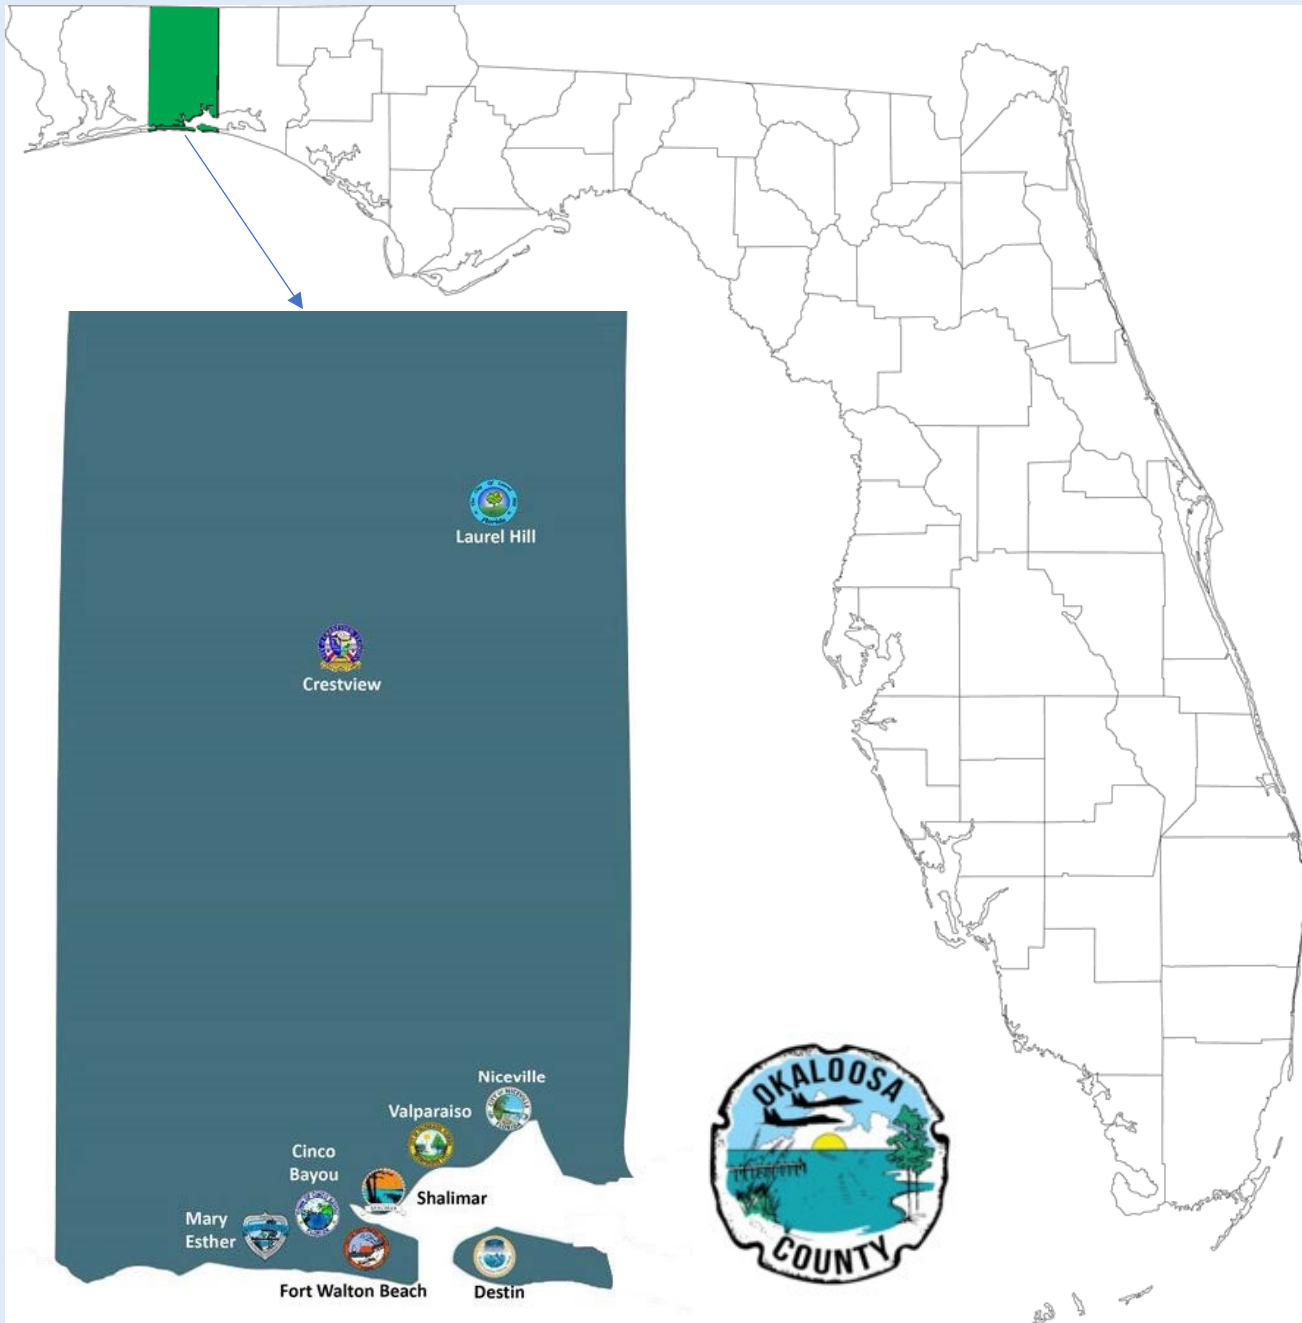 Laurel Hill
Crestview
Niceville
Valparaiso
Cinco
Bayou
Shalimar
Mary
Esther
Fort Walton Beach
Destin
OKALOOSA
COUNTY